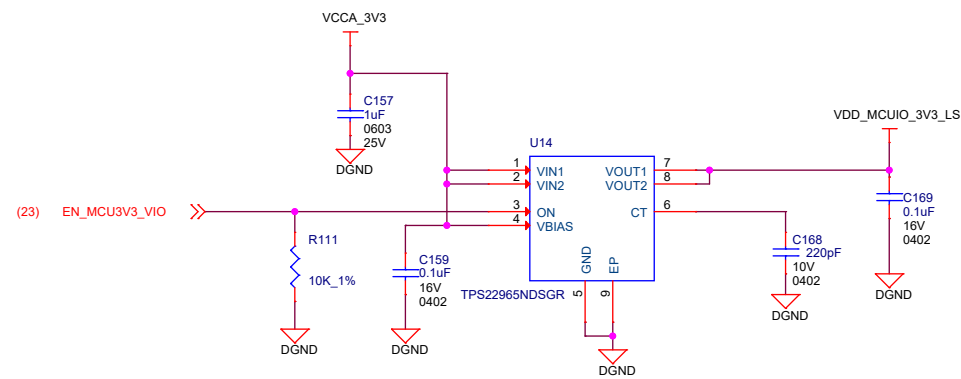 VCCA_3V3
C157
1uF
0603
25V
DGND
VDD_MCUIO_3V3_LS
U14
1 VIN1 VOUT1 7
2 VIN2 VOUT2 8
(23) EN_MCU3V3_VIO
3 ON CT 6
4 VBIAS
C169
0.1uF
16V
0402
R111
10K_1%
C159
0.1uF
16V
0402
C168
220pF
10V
0402
GND EP
TPS22965NDSGR 5 9
DGND
DGND
DGND
DGND
DGND